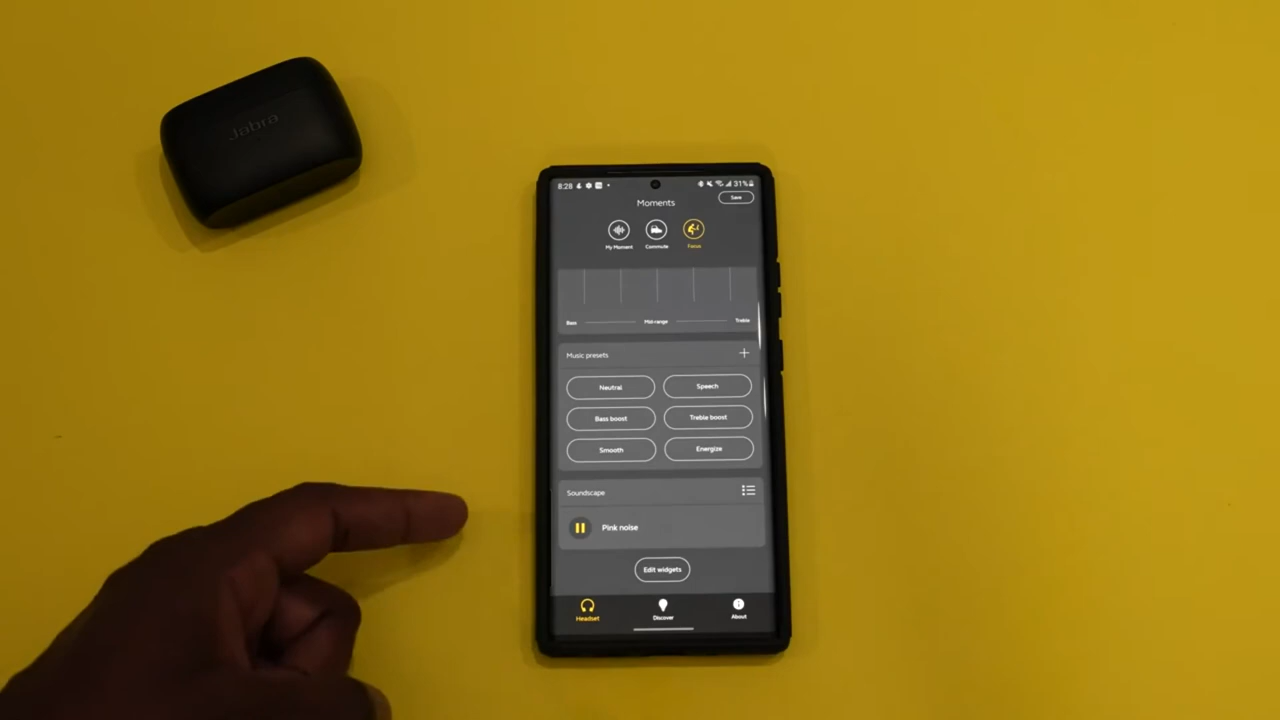 Jabra
8:28
31%
Moments
Save
My Moment
Commute
Focus
Bass
Mid-range
Treble
Music presets
Neutral
Speech
Bass boost
Treble boost
Smooth
Energize
Soundscape
Pink noise
Edit widgets
Headset
Discover
About